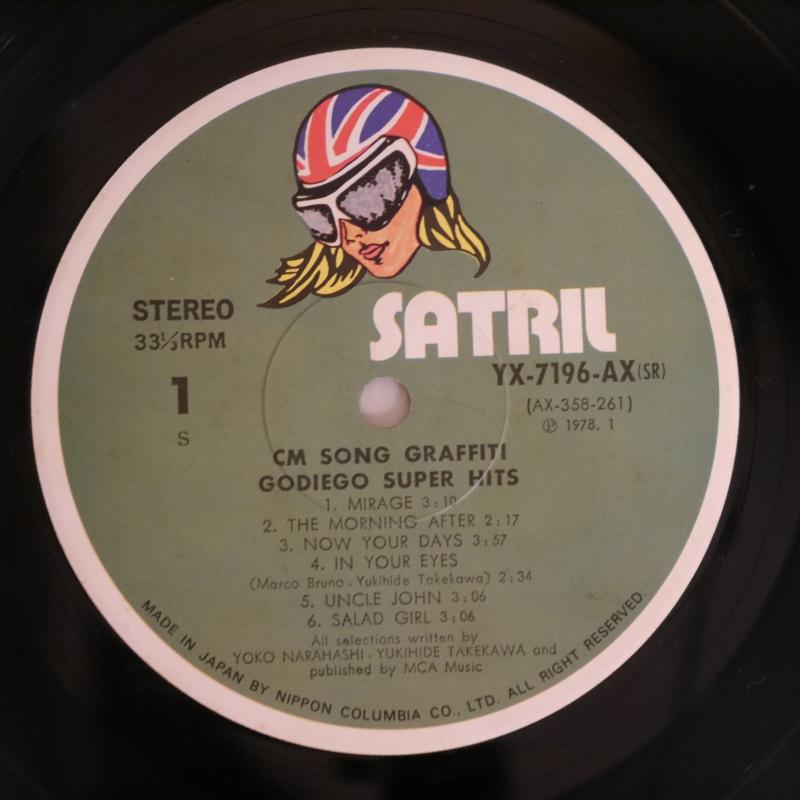 SATRIL
STEREO
33⅓RPM
1
S
YX-7196-AX(SR)
(AX-358-261)
℗ 1978. 1
CM SONG GRAFFITI
GODIEGO SUPER HITS
1. MIRAGE 3:10
2. THE MORNING AFTER 2:17
3. NOW YOUR DAYS 3:57
4. IN YOUR EYES
(Marco Bruno - Yukihide Takekawa) 2:34
5. UNCLE JOHN 3:06
6. SALAD GIRL 3:06
All selections written by
YOKO NARAHASHI - YUKIHIDE TAKEKAWA and
published by MCA Music
MADE IN JAPAN BY NIPPON COLUMBIA CO., LTD. ALL RIGHT RESERVED.